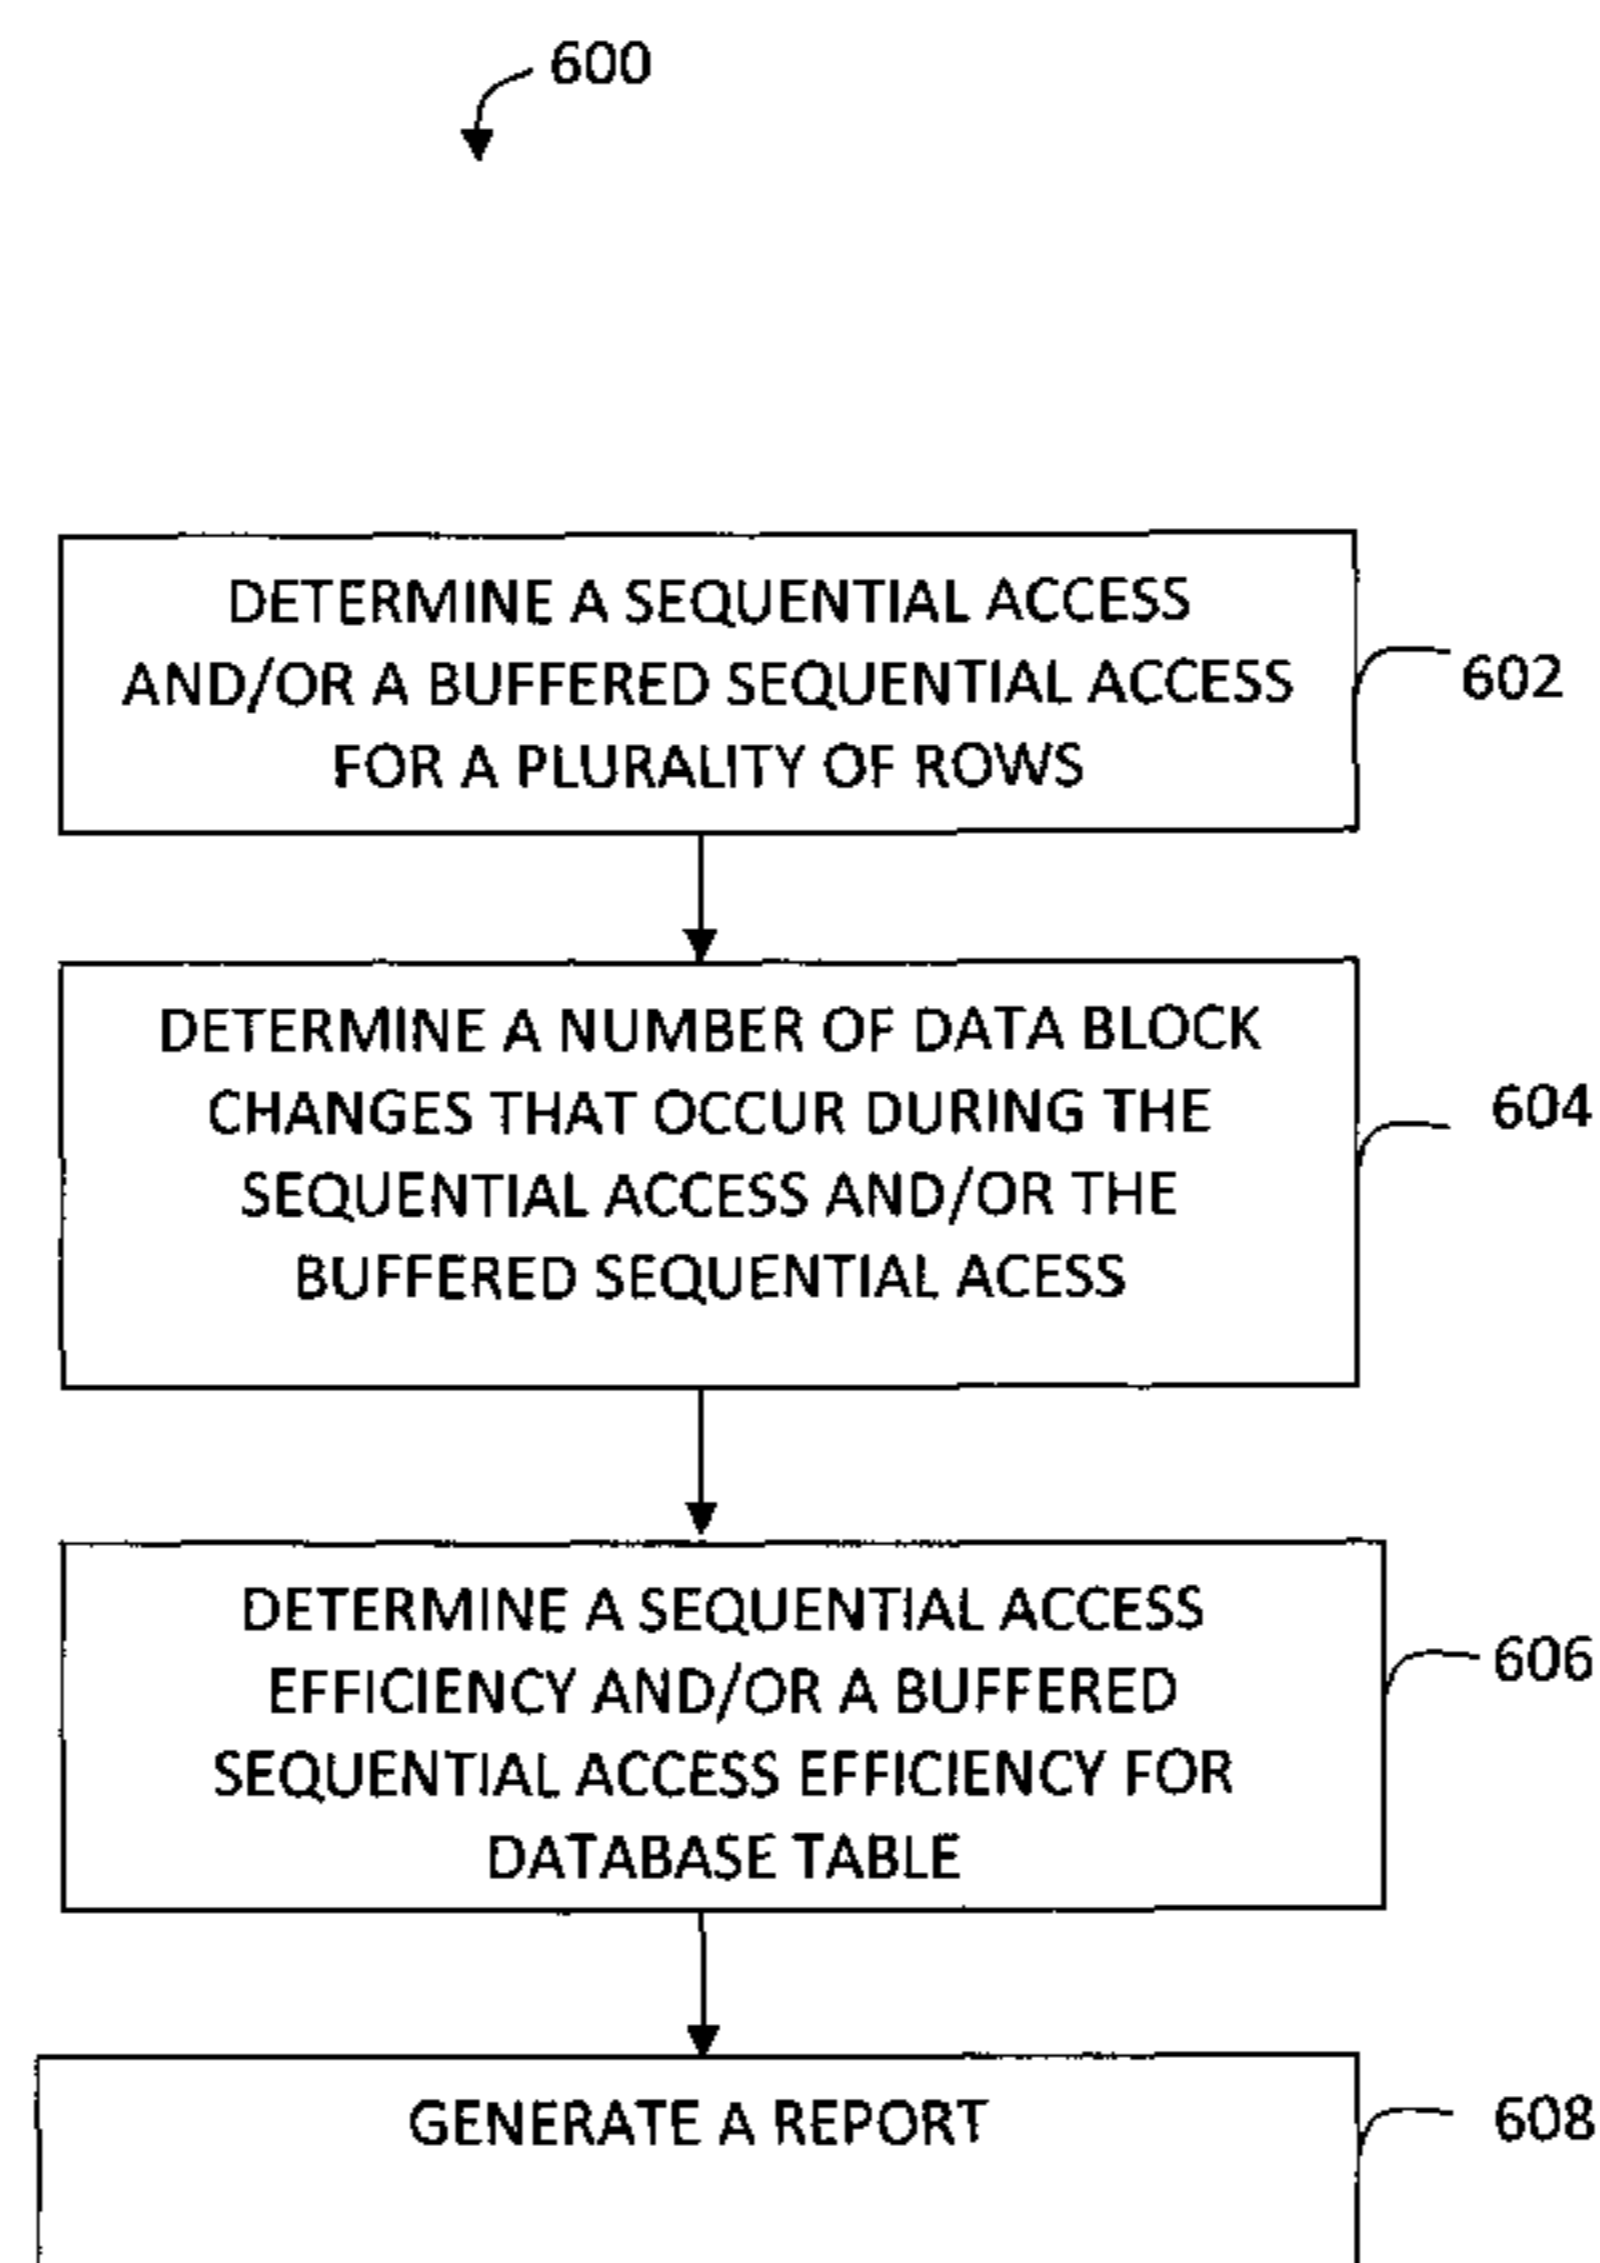 600
DETERMINE A SEQUENTIAL ACCESS
AND/OR A BUFFERED SEQUENTIAL ACCESS
FOR A PLURALITY OF ROWS
602
DETERMINE A NUMBER OF DATA BLOCK
CHANGES THAT OCCUR DURING THE
SEQUENTIAL ACCESS AND/OR THE
BUFFERED SEQUENTIAL ACESS
604
DETERMINE A SEQUENTIAL ACCESS
EFFICIENCY AND/OR A BUFFERED
SEQUENTIAL ACCESS EFFICIENCY FOR
DATABASE TABLE
606
GENERATE A REPORT
608